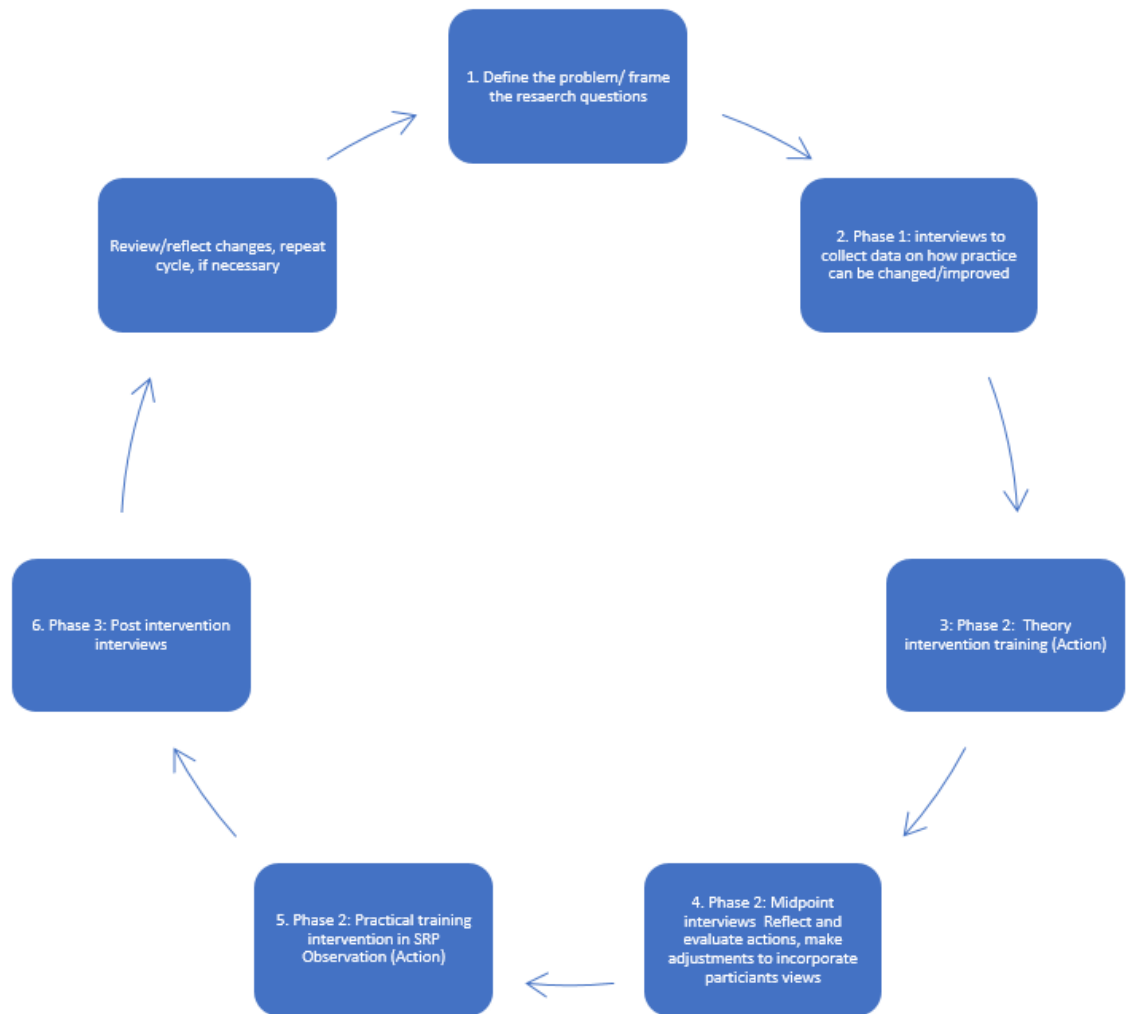 1. Define the problem/ frame
the resaerch questions
2. Phase 1: interviews to
collect data on how practice
can be changed/improved
3: Phase 2:  Theory
intervention training (Action)
4. Phase 2: Midpoint
interviews  Reflect and
evaluate actions, make
adjustments to incorporate
particiants views
5. Phase 2: Practical training
intervention in SRP
Observation (Action)
6. Phase 3: Post intervention
interviews
Review/reflect changes, repeat
cycle, if necessary